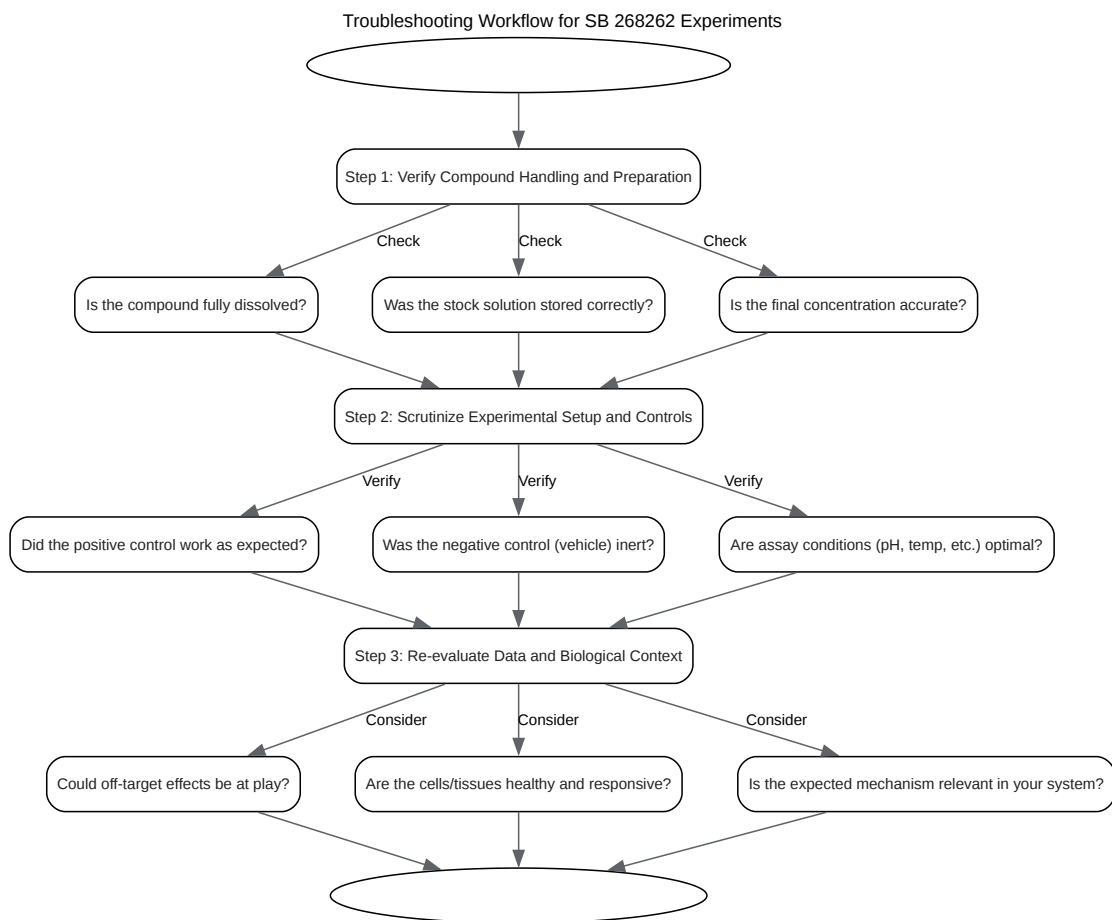 Troubleshooting Workflow for SB 268262 Experiments
Step 1: Verify Compound Handling and Preparation
Check
Check
Check
Is the compound fully dissolved?
Was the stock solution stored correctly?
Is the final concentration accurate?
Step 2: Scrutinize Experimental Setup and Controls
Verify
Verify
Verify
Did the positive control work as expected?
Was the negative control (vehicle) inert?
Are assay conditions (pH, temp, etc.) optimal?
Step 3: Re-evaluate Data and Biological Context
Consider
Consider
Consider
Could off-target effects be at play?
Are the cells/tissues healthy and responsive?
Is the expected mechanism relevant in your system?